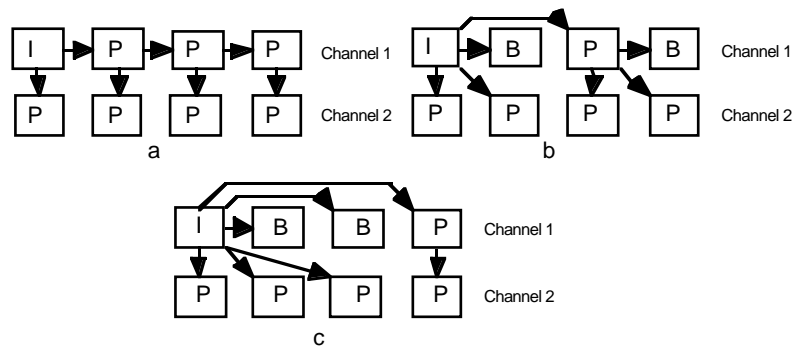 I P P P Channel 1
P P P P Channel 2
a
I B P B Channel 1
P P P P Channel 2
b
I B B P Channel 1
P P P P Channel 2
c